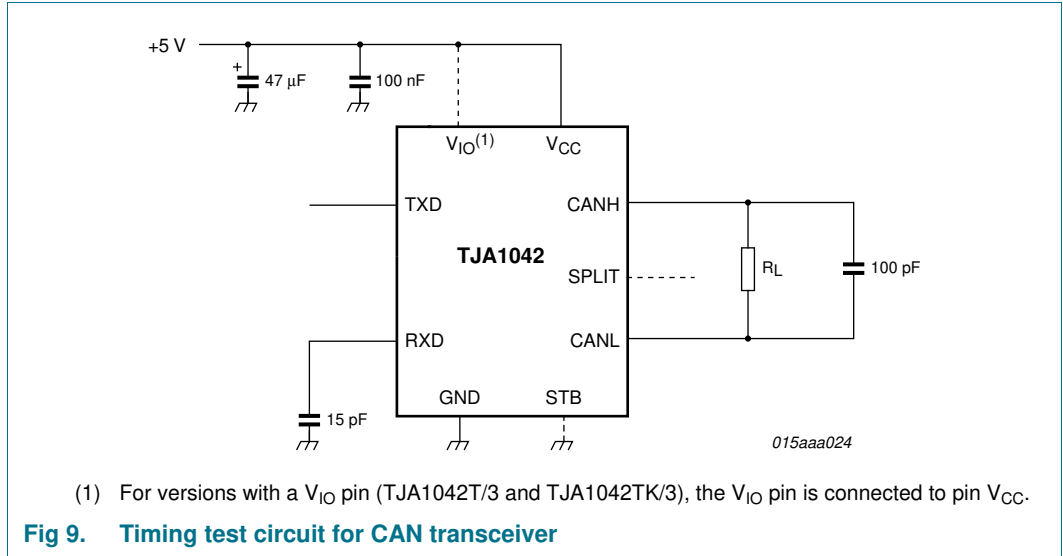 +5 V
+
47 μF
100 nF
VIO(1)
VCC
TXD
CANH
TJA1042
SPLIT
RL
100 pF
RXD
CANL
GND
STB
15 pF
015aaa024
(1) For versions with a VIO pin (TJA1042T/3 and TJA1042TK/3), the VIO pin is connected to pin VCC.
Fig 9. Timing test circuit for CAN transceiver